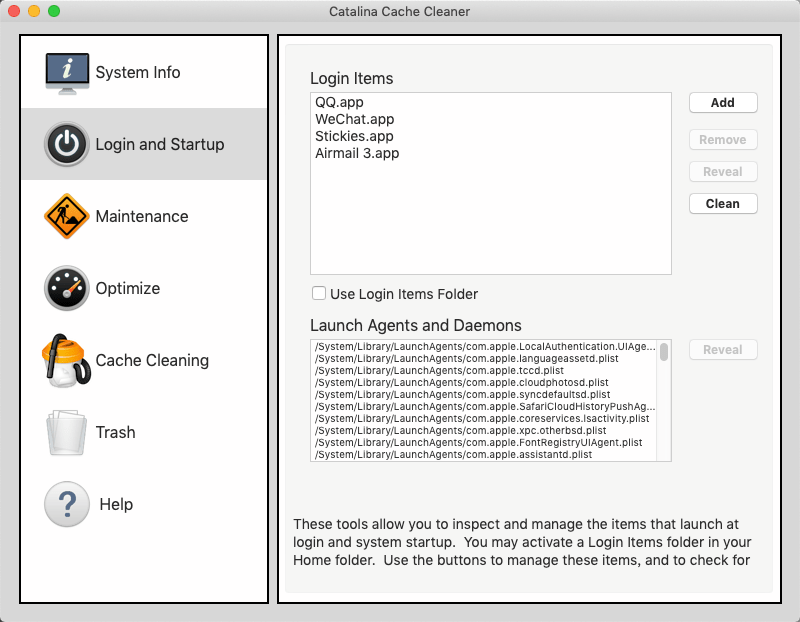 Catalina Cache Cleaner
System Info
Login and Startup
Maintenance
Optimize
Cache Cleaning
Trash
? Help
Login Items
QQ.app
WeChat.app
Stickies.app
Airmail 3.app
Add
Remove
Reveal
Clean
Use Login Items Folder
Launch Agents and Daemons
/System/Library/LaunchAgents/com.apple.LocalAuthentication.UIAge...
/System/Library/LaunchAgents/com.apple.languageassetd.plist
/System/Library/LaunchAgents/com.apple.tccd.plist
/System/Library/LaunchAgents/com.apple.cloudphotosd.plist
/System/Library/LaunchAgents/com.apple.syncdefaultsd.plist
/System/Library/LaunchAgents/com.apple.SafariCloudHistoryPushAg...
/System/Library/LaunchAgents/com.apple.coreservices.lsactivity.plist
/System/Library/LaunchAgents/com.apple.xpc.otherbsd.plist
/System/Library/LaunchAgents/com.apple.FontRegistryUIAgent.plist
/System/Library/LaunchAgents/com.apple.assistantd.plist
Reveal
These tools allow you to inspect and manage the items that launch at
login and system startup.  You may activate a Login Items folder in your
Home folder.  Use the buttons to manage these items, and to check for